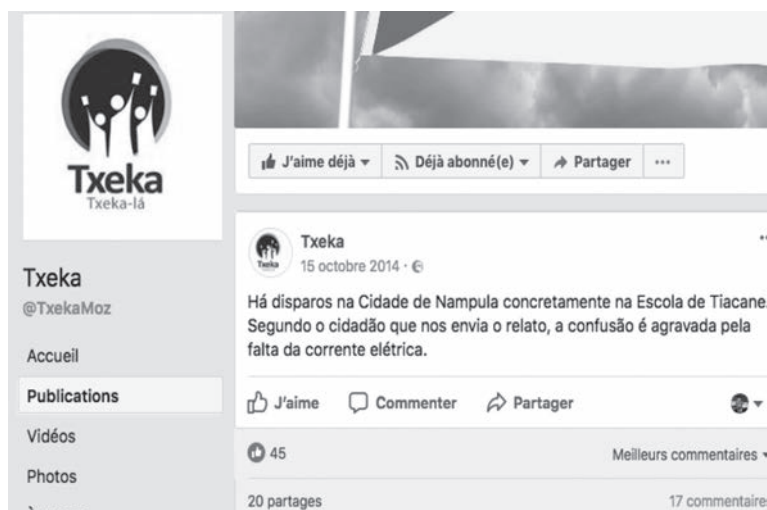 Txeka
Txeka-lá
Txeka
@TxekaMoz
Accueil
Publications
Vidéos
Photos
J'aime déjà
Déjà abonné(e)
Partager
Txeka
Txeka
15 octobre 2014
Há disparos na Cidade de Nampula concretamente na Escola de Tiacane.
Segundo o cidadão que nos envia o relato, a confusão é agravada pela
falta da corrente elétrica.
J'aime
Commenter
Partager
45
Meilleurs commentaires
20 partages
17 commentaires